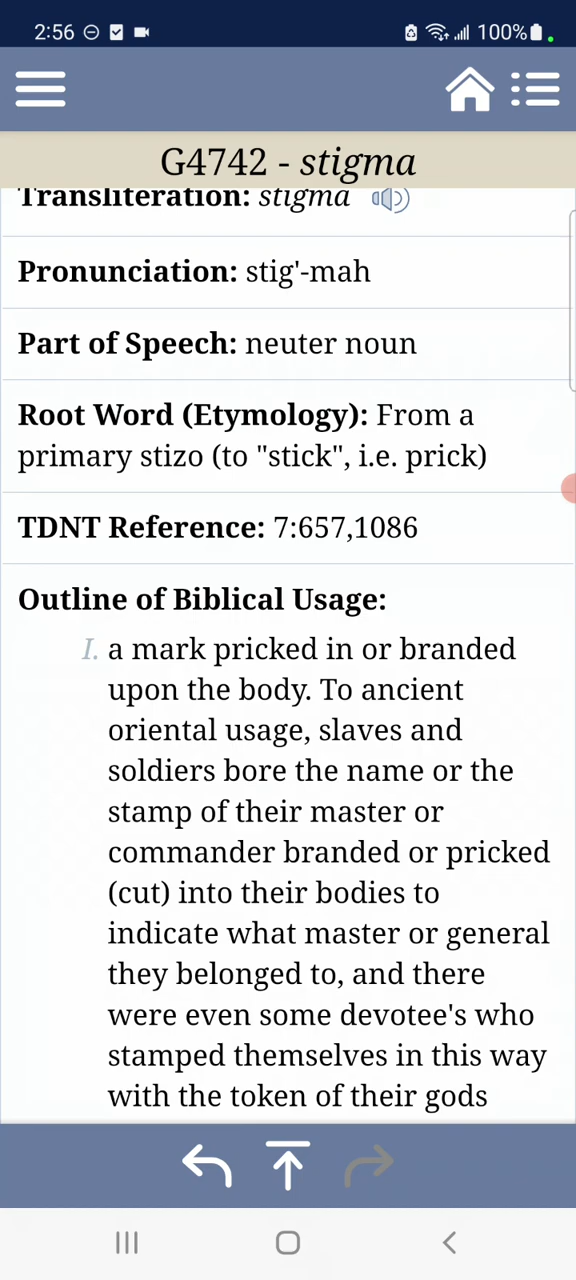 2:56 100%
G4742 - stigma
Transliteration: stigma
Pronunciation: stig'-mah
Part of Speech: neuter noun
Root Word (Etymology): From a
primary stizo (to "stick", i.e. prick)
TDNT Reference: 7:657,1086
Outline of Biblical Usage:
I. a mark pricked in or branded
upon the body. To ancient
oriental usage, slaves and
soldiers bore the name or the
stamp of their master or
commander branded or pricked
(cut) into their bodies to
indicate what master or general
they belonged to, and there
were even some devotee's who
stamped themselves in this way
with the token of their gods